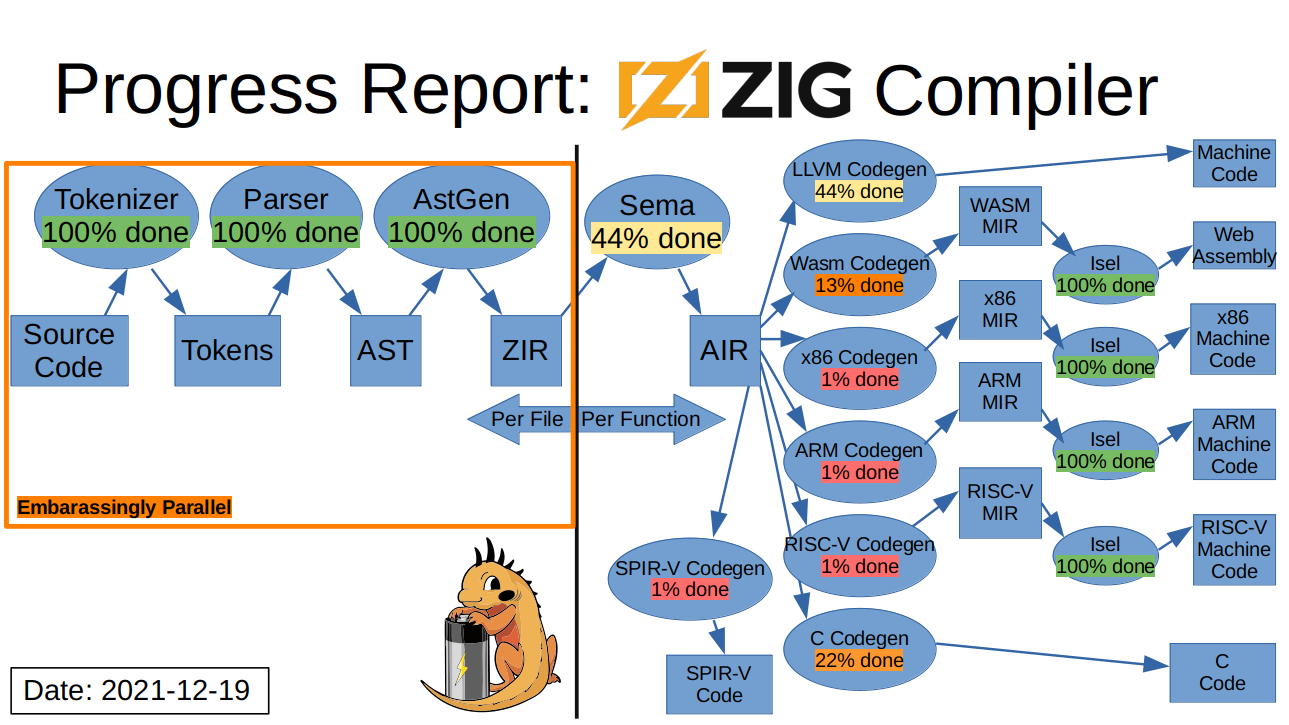 Progress Report: ZIG Compiler
Tokenizer
100% done
Parser
100% done
AstGen
100% done
Source
Code
Tokens
AST
ZIR
Per File
Per Function
Embarassingly Parallel
Date: 2021-12-19
Sema
44% done
AIR
LLVM Codegen
44% done
Machine
Code
Wasm Codegen
13% done
WASM
MIR
Isel
100% done
Web
Assembly
x86 Codegen
1% done
x86
MIR
Isel
100% done
x86
Machine
Code
ARM Codegen
1% done
ARM
MIR
Isel
100% done
ARM
Machine
Code
RISC-V Codegen
1% done
RISC-V
MIR
Isel
100% done
RISC-V
Machine
Code
SPIR-V Codegen
1% done
SPIR-V
Code
C Codegen
22% done
C
Code